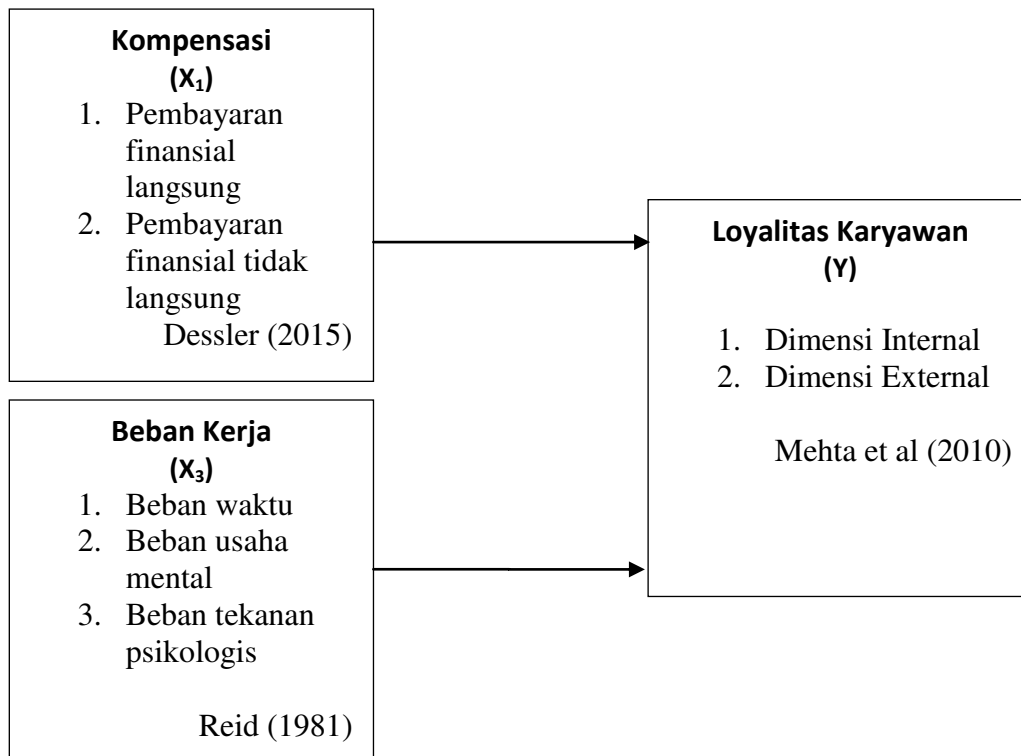 Kompensasi
(X₁)
1. Pembayaran
finansial
langsung
2. Pembayaran
finansial tidak
langsung
Dessler (2015)
Beban Kerja
(X₃)
1. Beban waktu
2. Beban usaha
mental
3. Beban tekanan
psikologis
Reid (1981)
Loyalitas Karyawan
(Y)
1. Dimensi Internal
2. Dimensi External
Mehta et al (2010)